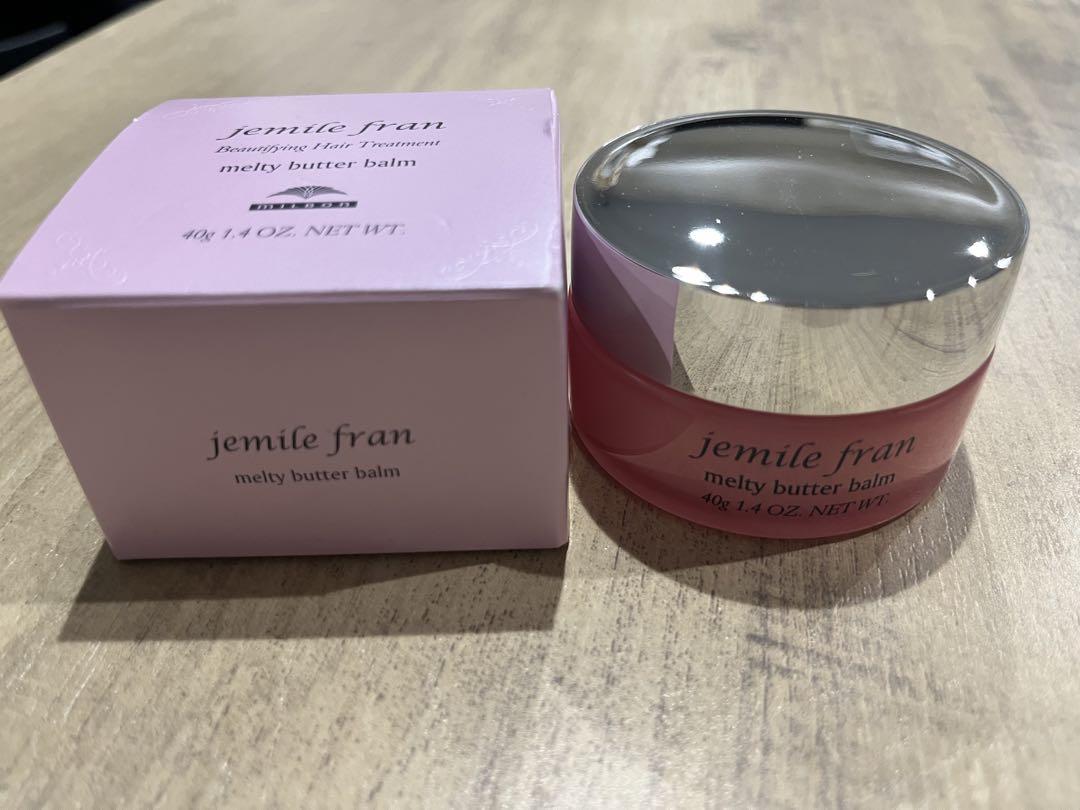 jemile fran
Beautifying Hair Treatment
melty butter balm
MILBON
40g 1.4 OZ. NET WT.
jemile fran
melty butter balm
jemile fran
melty butter balm
40g 1.4 OZ. NET WT.